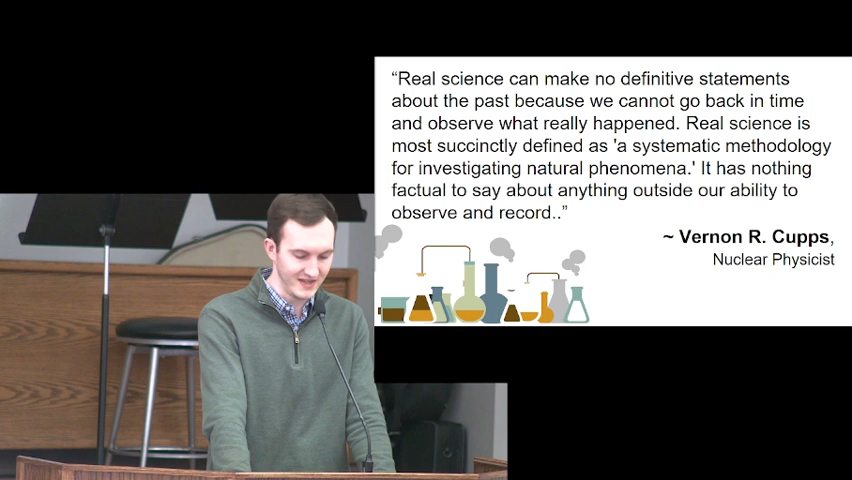 “Real science can make no definitive statements
about the past because we cannot go back in time
and observe what really happened. Real science is
most succinctly defined as 'a systematic methodology
for investigating natural phenomena.' It has nothing
factual to say about anything outside our ability to
observe and record..”
~ Vernon R. Cupps,
Nuclear Physicist